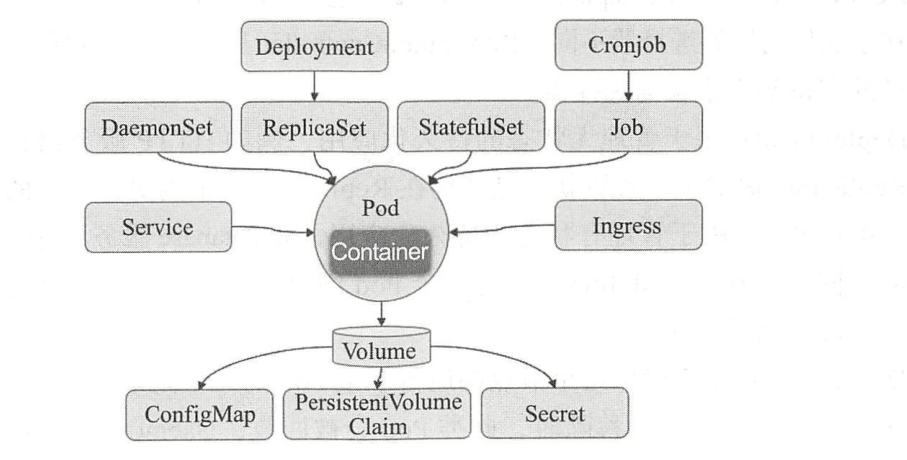 Deployment
Cronjob
DaemonSet
ReplicaSet
StatefulSet
Job
Pod
Service
Container
Ingress
Volume
ConfigMap
PersistentVolume
Claim
Secret